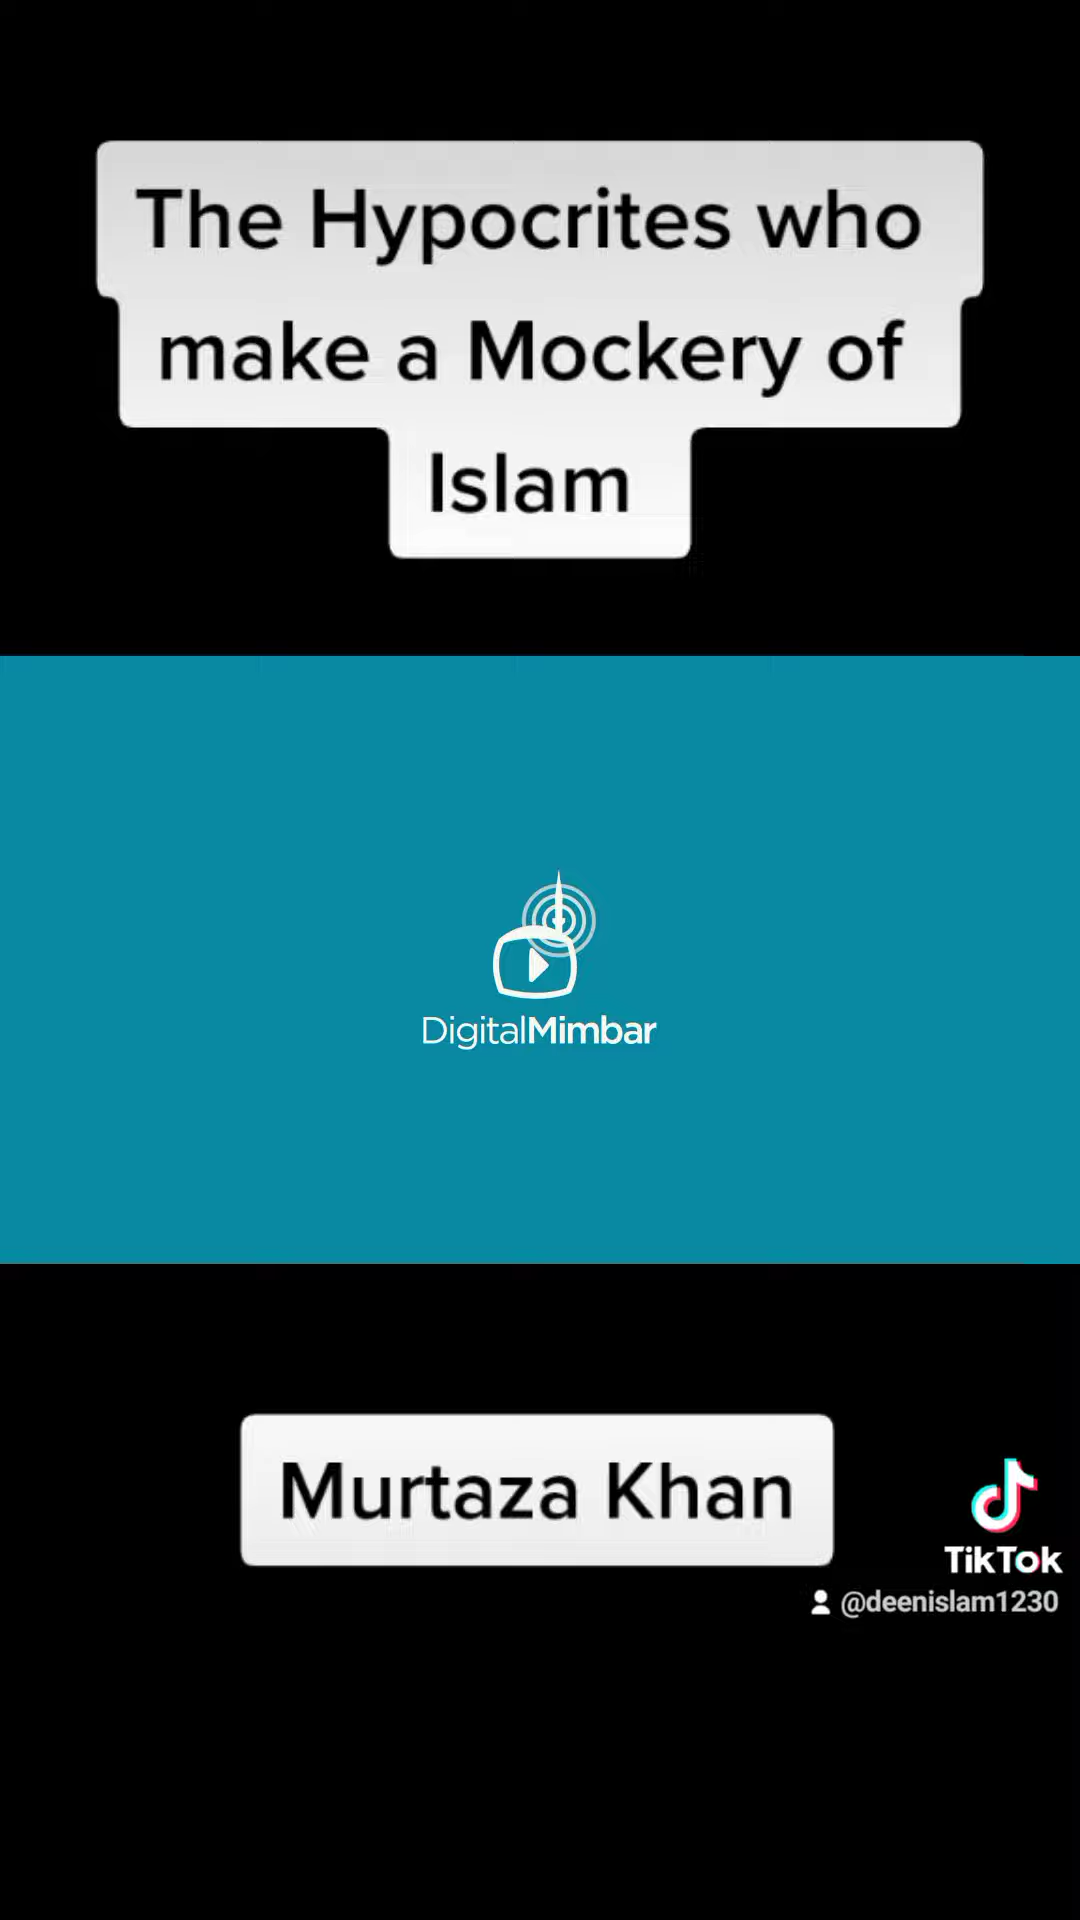 The Hypocrites who
make a Mockery of
Islam
DigitalMimbar
Murtaza Khan
TikTok
@deenislam1230